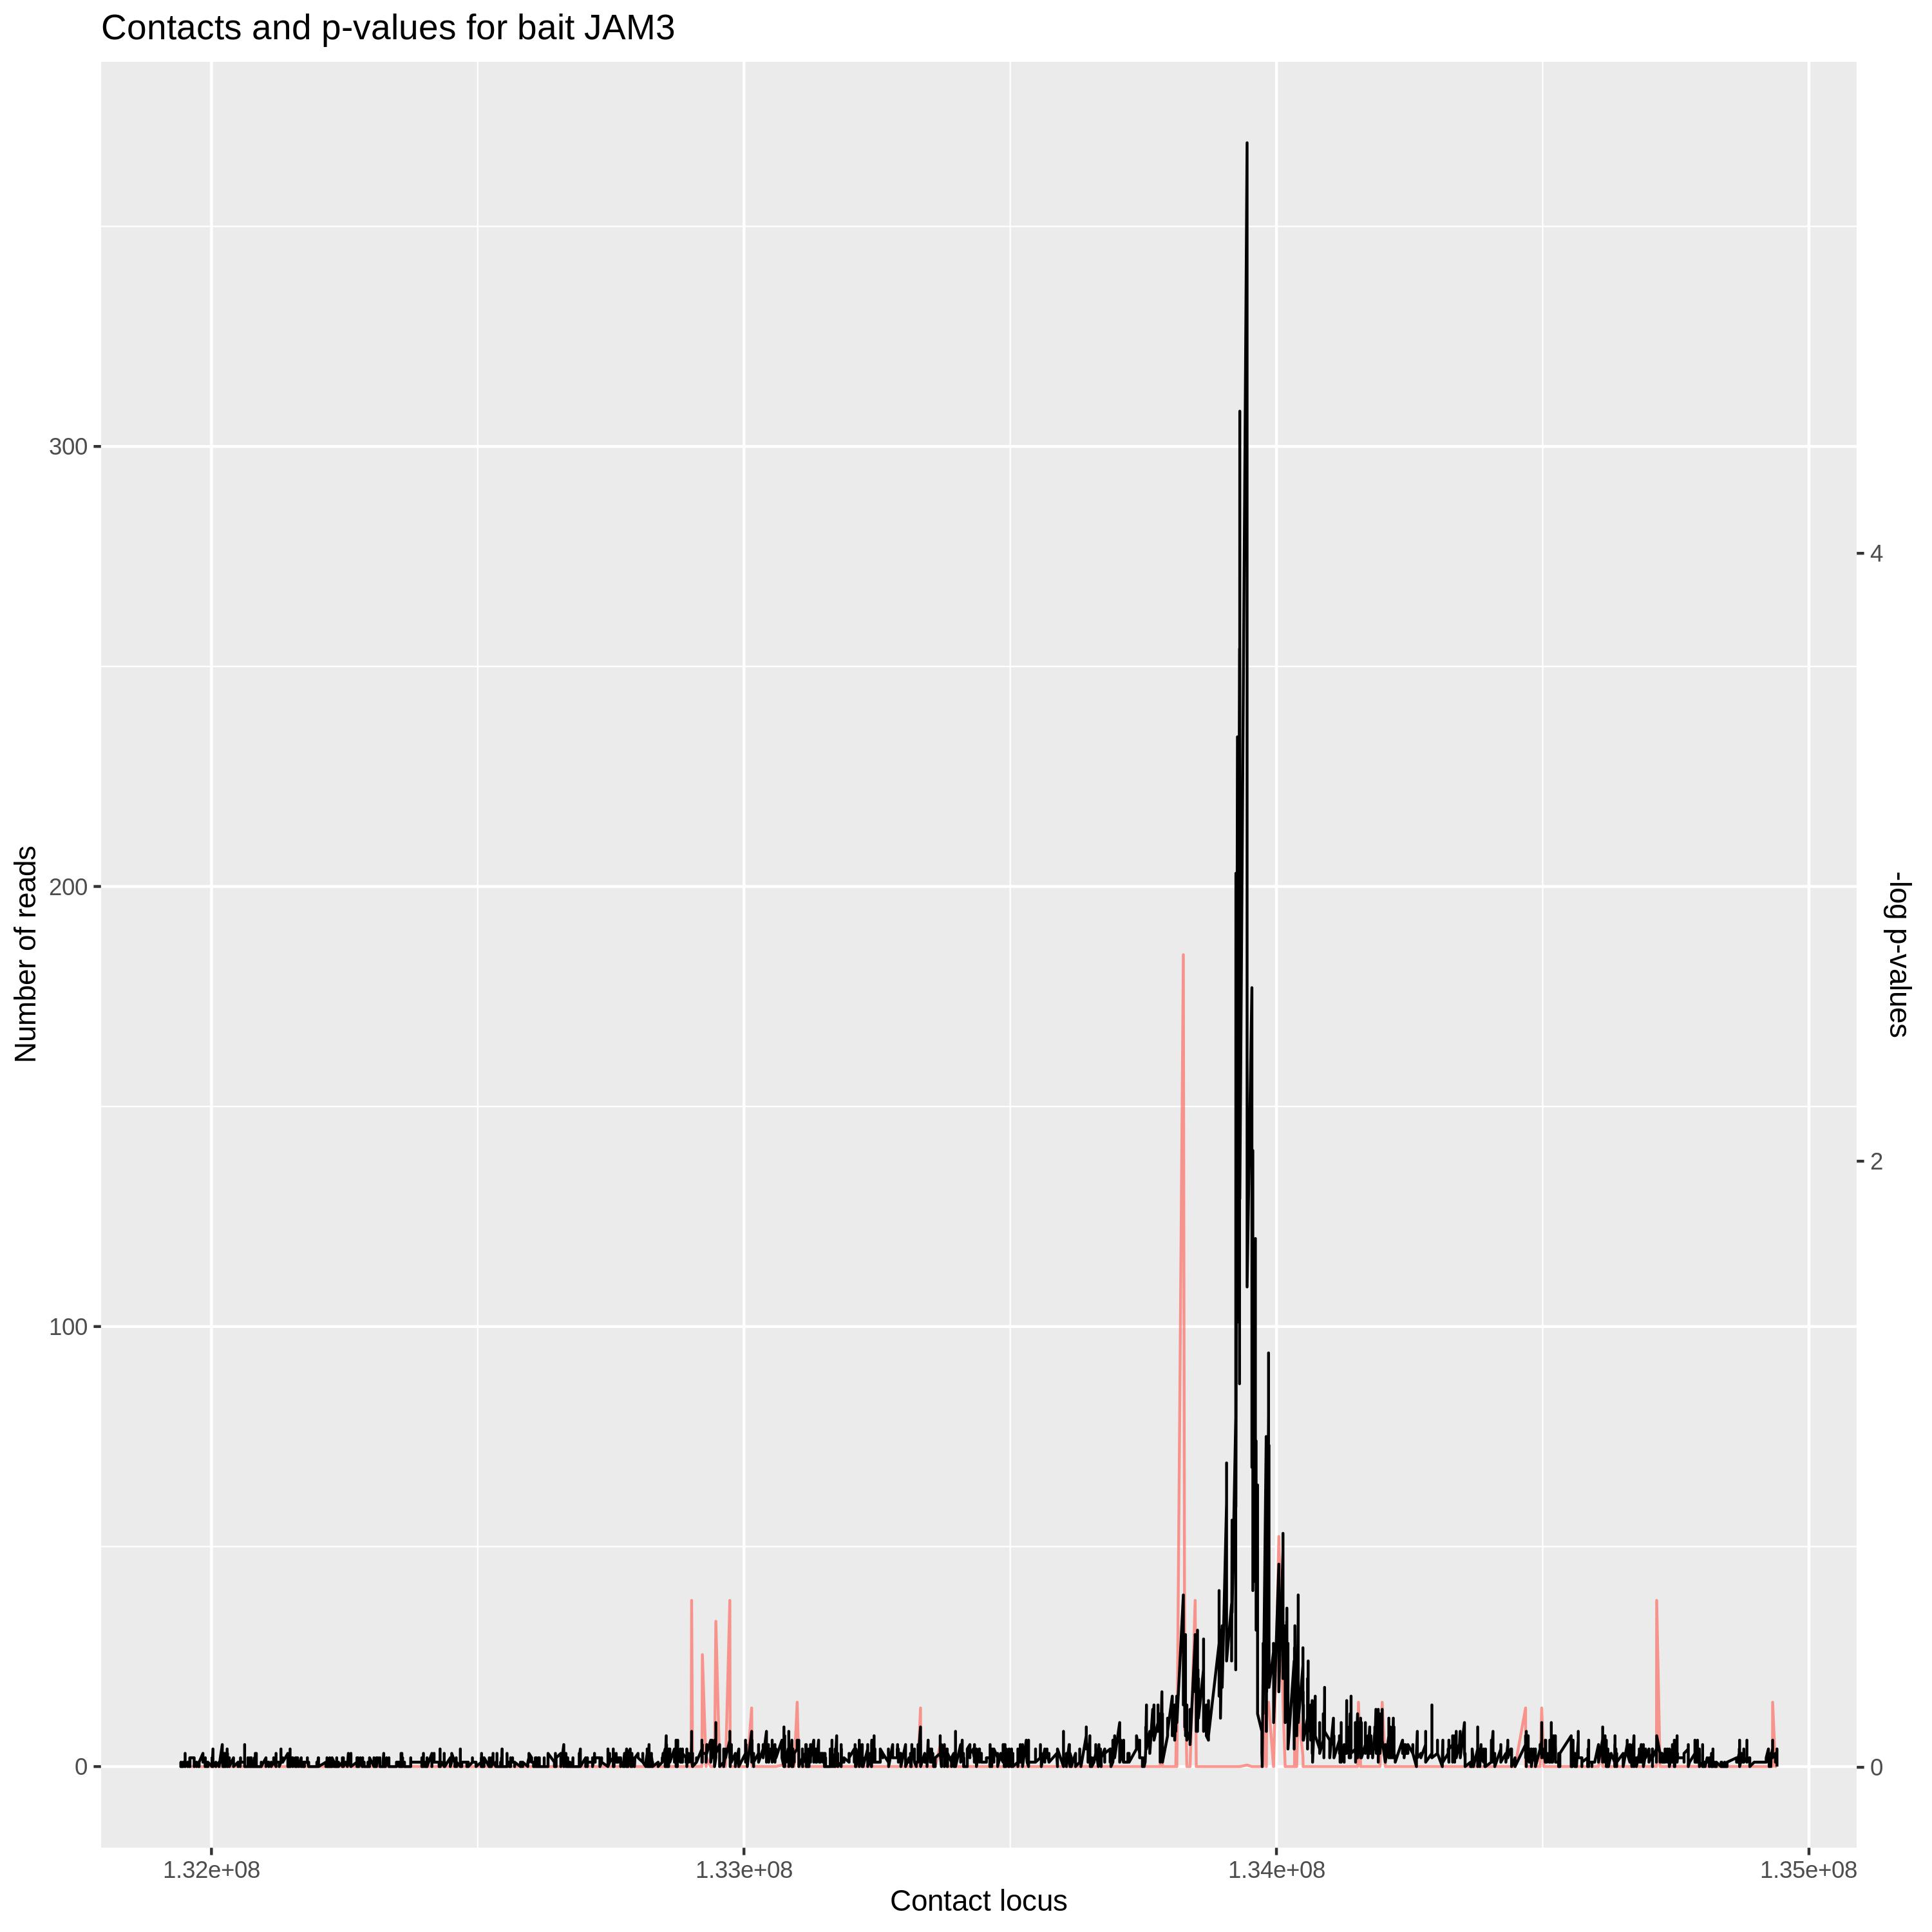 Contacts and p-values for bait JAM3
Number of reads
300
200
100
0
4
2
0
-log p-values
1.32e+08 1.33e+08 1.34e+08 1.35e+08
Contact locus